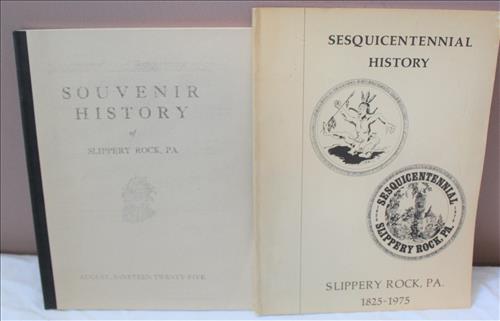 SOUVENIR
HISTORY
of
SLIPPERY ROCK, PA.
AUGUST, NINETEEN TWENTY-FIVE
SESQUICENTENNIAL
HISTORY
SESQUICENTENNIAL
SLIPPERY ROCK, PA.
SLIPPERY ROCK, PA.
1825-1975